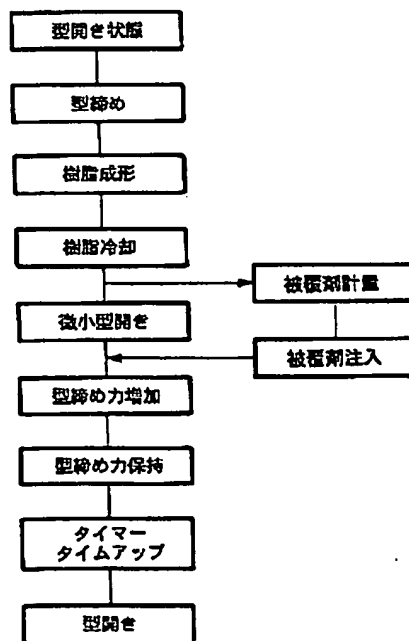 型開き状態
型締め
樹脂成形
樹脂冷却
被覆剤計量
微小型開き
被覆剤注入
型締め力増加
型締め力保持
タイマー
タイムアップ
型開き